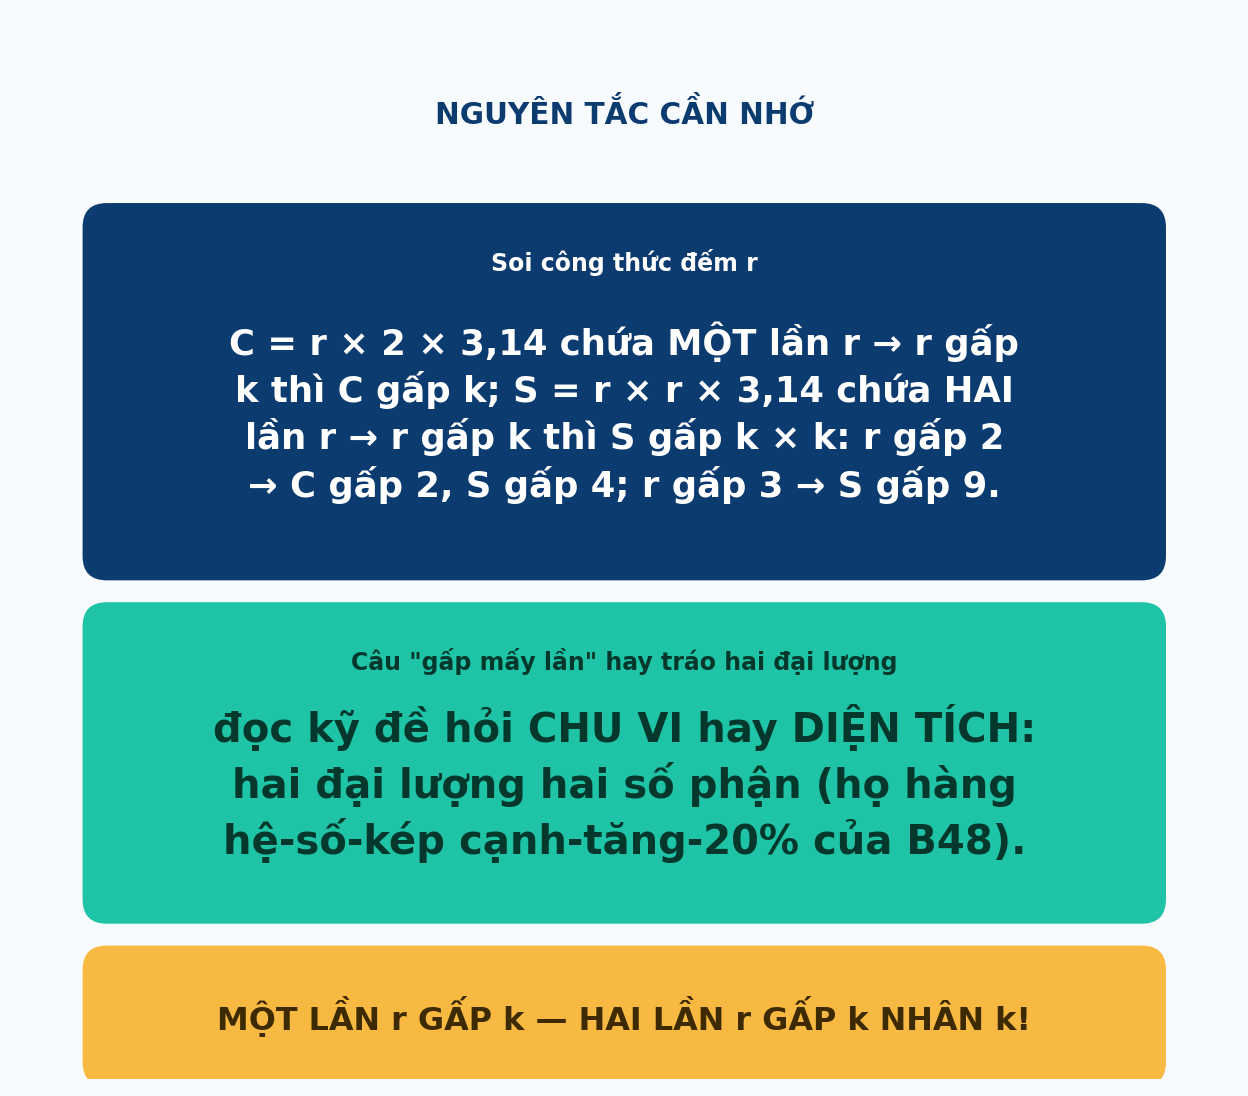 NGUYÊN TẮC CẦN NHỚ
Soi công thức đếm r
C = r × 2 × 3,14 chứa MỘT lần r → r gấp
k thì C gấp k; S = r × r × 3,14 chứa HAI
lần r → r gấp k thì S gấp k × k: r gấp 2
→ C gấp 2, S gấp 4; r gấp 3 → S gấp 9.
Câu "gấp mấy lần" hay tráo hai đại lượng
đọc kỹ đề hỏi CHU VI hay DIỆN TÍCH:
hai đại lượng hai số phận (họ hàng
hệ-số-kép cạnh-tăng-20% của B48).
MỘT LẦN r GẤP k — HAI LẦN r GẤP k NHÂN k!